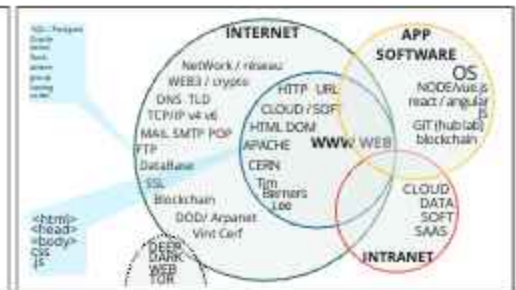 INTERNET
NetWork / réseau
WEB3 / crypto
DNS TLD
TCP/IP v4 v6
MAIL SMTP POP
FTP
DataBase
SSL
Blockchain
DOD/ Arpanet
Vint Cerf
DEEP
DARK
WEB
TOR
HTTP URL
CLOUD / SOFT
HTML DOM
APACHE
WWW WEB
CERN
Tim
Berners
Lee
APP
SOFTWARE
OS
NODE/vue.js
react / angular
JS
GIT (hub lab)
blockchain
CLOUD
DATA
SOFT
SAAS
INTRANET
<html>
<head>
<body>
CSS
JS